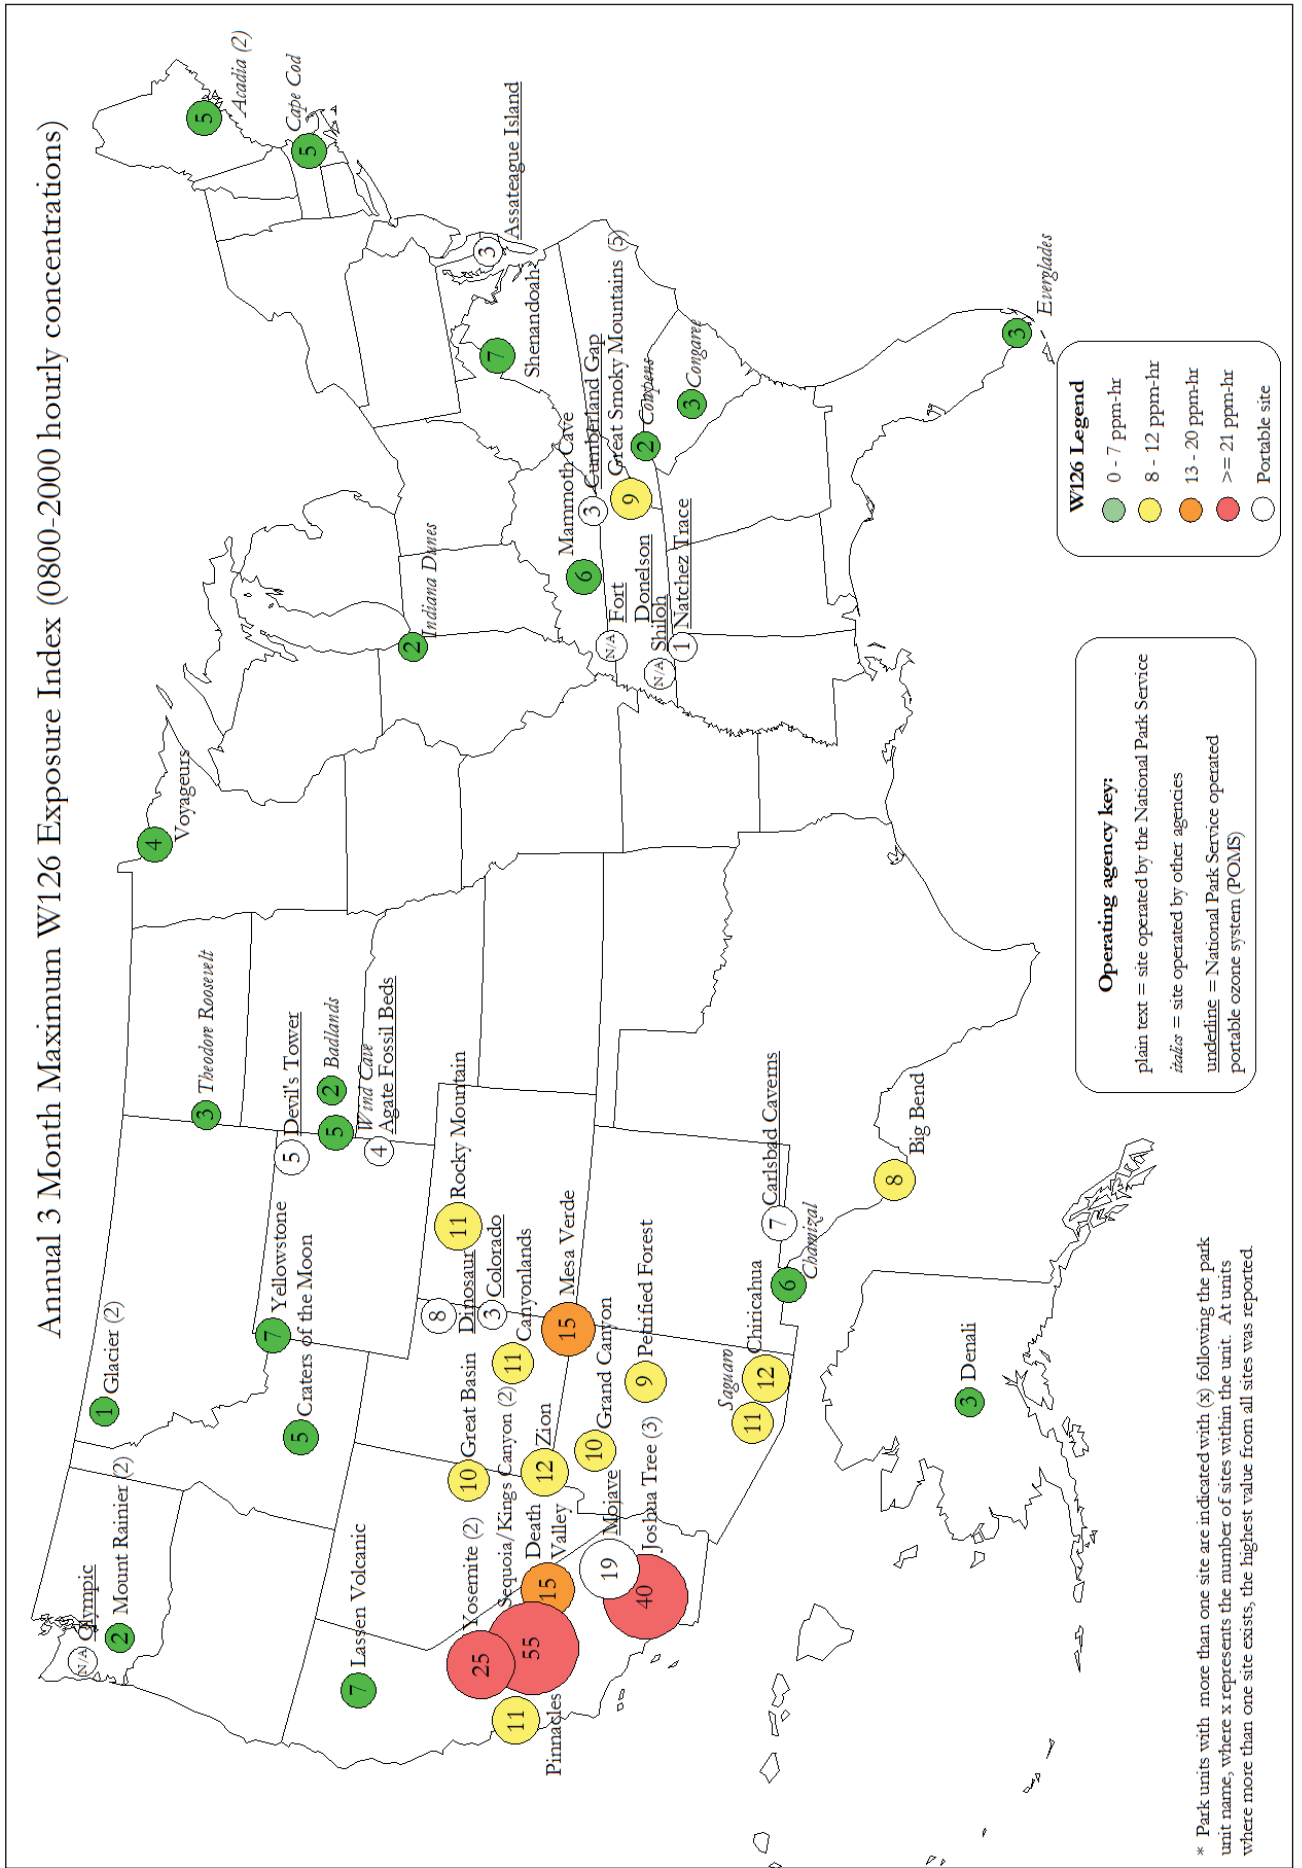 Annual 3 Month Maximum W126 Exposure Index (0800-2000 hourly concentrations)
N/A
Olympic
2
Mount Rainier (2)
1
Glacier (2)
3
Theodore Roosevelt
4
Voyageurs
5
Acadia (2)
5
Cape Cod
7
Yellowstone
5
Craters of the Moon
5
Devil's Tower
2
Badlands
5
Wind Cave
4
Agate Fossil Beds
2
Indiana Dunes
3
Assateague Island
7
Shenandoah
7
Lassen Volcanic
25
Yosemite (2)
55
Sequoia/Kings Canyon (2)
11
Pinnacles
15
Death
Valley
10
Great Basin
8
Dinosaur
11
Rocky Mountain
3
Colorado
11
Canyonlands
12
Zion
15
Mesa Verde
10
Grand Canyon
19
Mojave
40
Joshua Tree (3)
9
Petrified Forest
11
Saguaro
12
Chiricahua
6
Chamizal
7
Carlsbad Caverns
8
Big Bend
6
Mammoth Cave
3
Cumberland Gap
9
Great Smoky Mountains (5)
2
Cowpens
3
Congaree
N/A
Fort
Donelson
N/A
Shiloh
1
Natchez Trace
3
Everglades
3
Denali
Operating agency key:
plain text = site operated by the National Park Service
italics = site operated by other agencies
underline = National Park Service operated
portable ozone system (POMS)
W126 Legend
0 - 7 ppm-hr
8 - 12 ppm-hr
13 - 20 ppm-hr
>= 21 ppm-hr
Portable site
* Park units with more than one site are indicated with (x) following the park
unit name, where x represents the number of sites within the unit. At units
where more than one site exists, the highest value from all sites was reported.